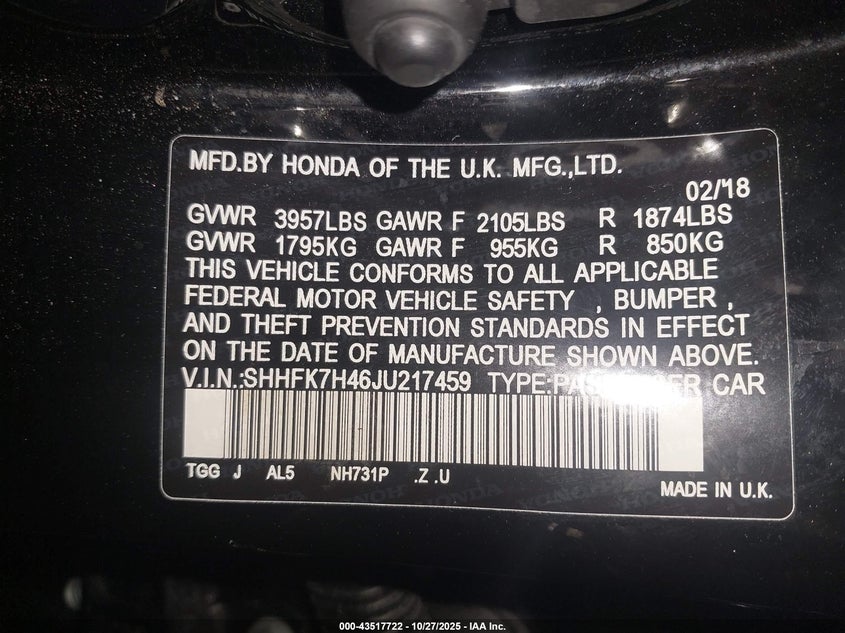 MFD.BY HONDA OF THE U.K. MFG.,LTD.
02/18
GVWR 3957LBS GAWR F 2105LBS R 1874LBS
GVWR 1795KG GAWR F 955KG R 850KG
THIS VEHICLE CONFORMS TO ALL APPLICABLE
FEDERAL MOTOR VEHICLE SAFETY , BUMPER ,
AND THEFT PREVENTION STANDARDS IN EFFECT
ON THE DATE OF MANUFACTURE SHOWN ABOVE.
V.I.N.:SHHFK7H46JU217459 TYPE:PASSENGER CAR
TGG J AL5 NH731P .Z .U
MADE IN U.K.
000-43517722 - 10/27/2025 - IAA Inc.